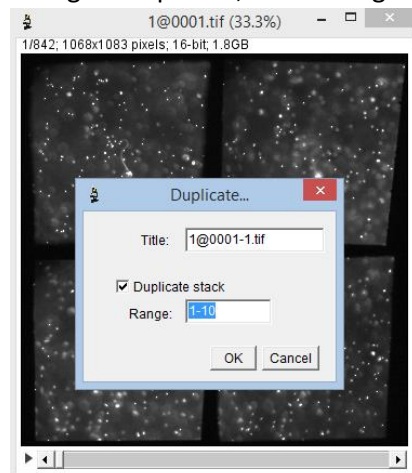 1@0001.tif (33.3%)
1/842; 1068x1083 pixels; 16-bit; 1.8GB
Duplicate...
Title: 1@0001-1.tif
Duplicate stack
Range: 1-10
OK Cancel